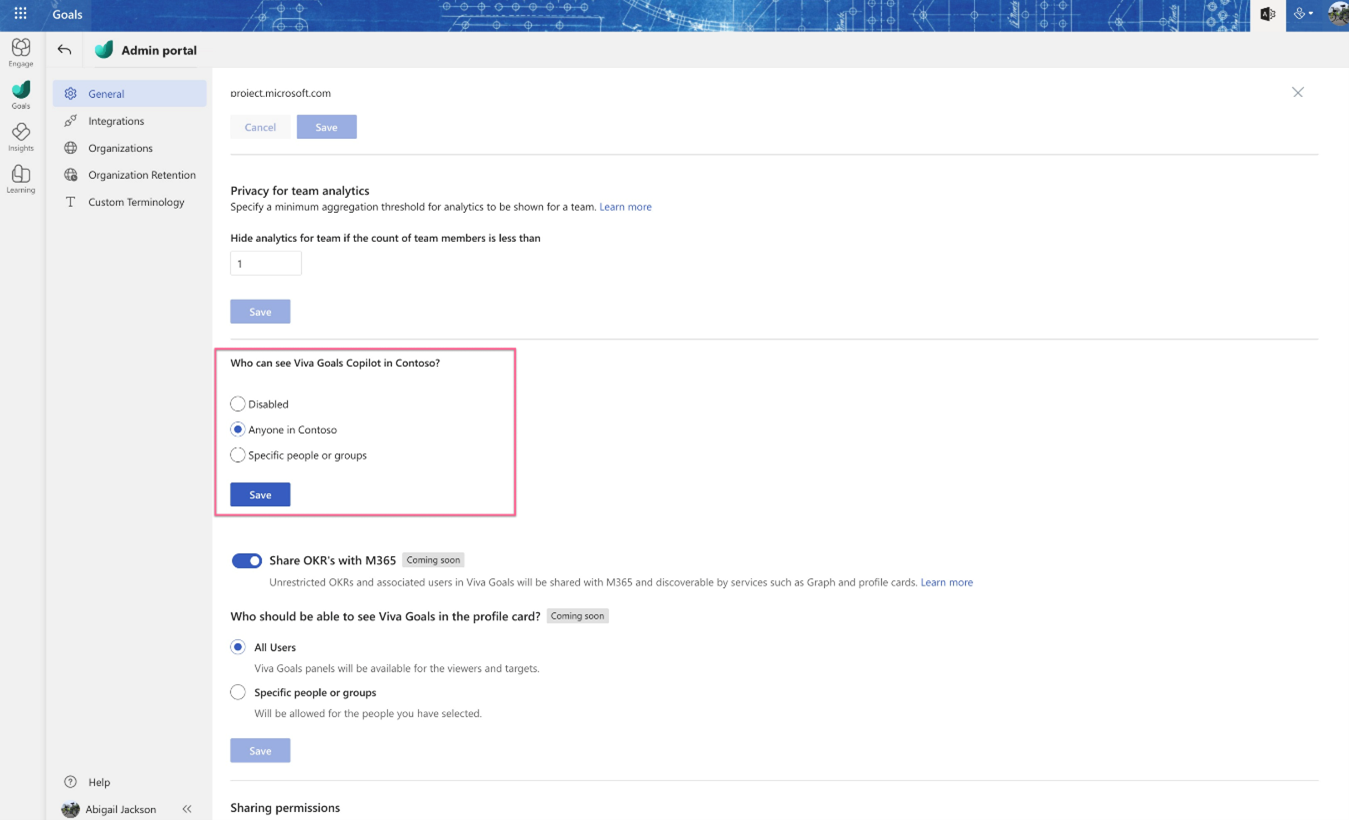 Goals
Engage
Goals
Insights
Learning
Admin portal
General
Integrations
Organizations
Organization Retention
Custom Terminology
Help
Abigail Jackson
project.microsoft.com
Cancel
Save
Privacy for team analytics
Specify a minimum aggregation threshold for analytics to be shown for a team. Learn more
Hide analytics for team if the count of team members is less than
1
Save
Who can see Viva Goals Copilot in Contoso?
Disabled
Anyone in Contoso
Specific people or groups
Save
Share OKR's with M365 Coming soon
Unrestricted OKRs and associated users in Viva Goals will be shared with M365 and discoverable by services such as Graph and profile cards. Learn more
Who should be able to see Viva Goals in the profile card? Coming soon
All Users
Viva Goals panels will be available for the viewers and targets.
Specific people or groups
Will be allowed for the people you have selected.
Save
Sharing permissions